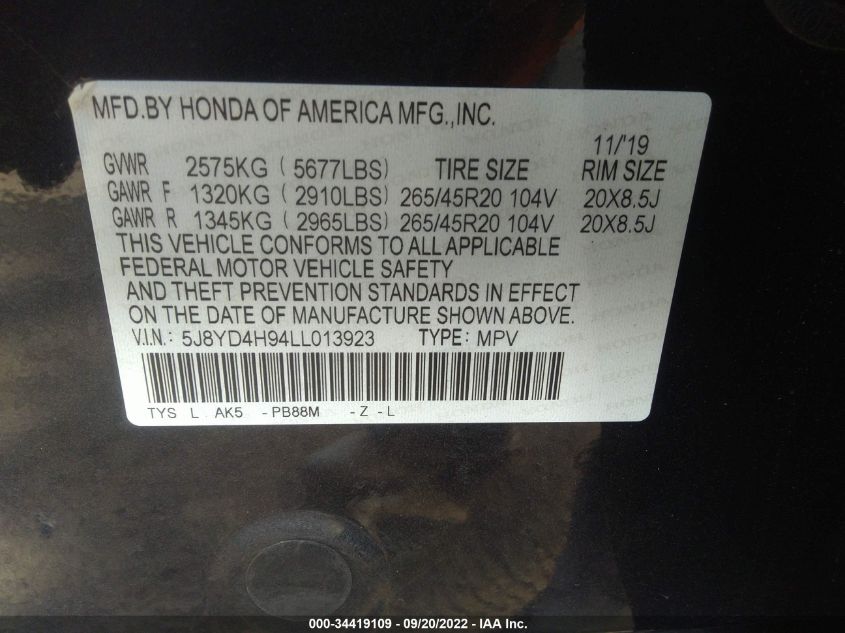 MFD.BY HONDA OF AMERICA MFG.,INC.
11/'19
GVWR 2575KG ( 5677LBS) TIRE SIZE RIM SIZE
GAWR F 1320KG ( 2910LBS) 265/45R20 104V 20X8.5J
GAWR R 1345KG ( 2965LBS) 265/45R20 104V 20X8.5J
THIS VEHICLE CONFORMS TO ALL APPLICABLE
FEDERAL MOTOR VEHICLE SAFETY
AND THEFT PREVENTION STANDARDS IN EFFECT
ON THE DATE OF MANUFACTURE SHOWN ABOVE.
V.I.N.: 5J8YD4H94LL013923 TYPE: MPV
TYS L AK5 -PB88M -Z -L
000-34419109 - 09/20/2022 - IAA Inc.